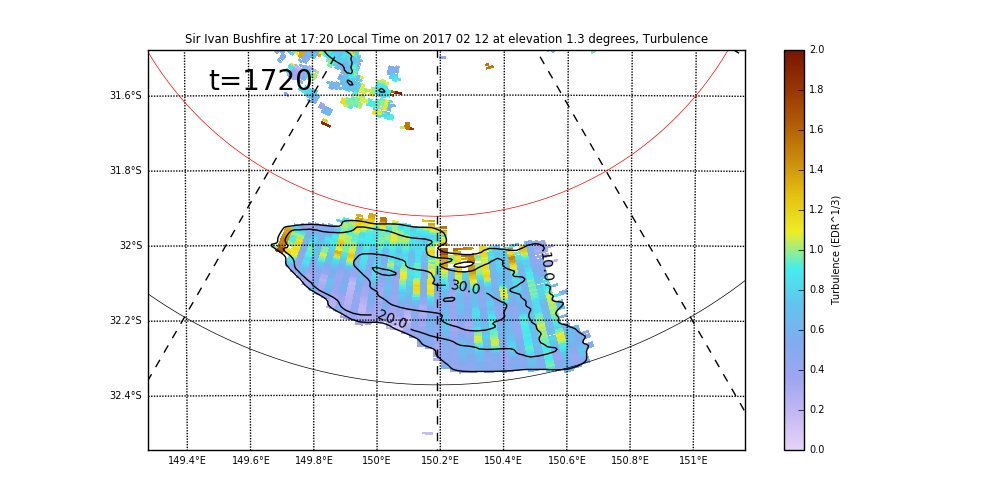 Sir Ivan Bushfire at 17:20 Local Time on 2017 02 12 at elevation 1.3 degrees, Turbulence
t=1720
31.6°S
31.8°S
32°S
32.2°S
32.4°S
10.0
30.0
20.0
149.4°E 149.6°E 149.8°E 150°E 150.2°E 150.4°E 150.6°E 150.8°E 151°E
2.0
1.8
1.6
1.4
1.2
1.0
0.8
0.6
0.4
0.2
0.0
Turbulence (EDR^1/3)